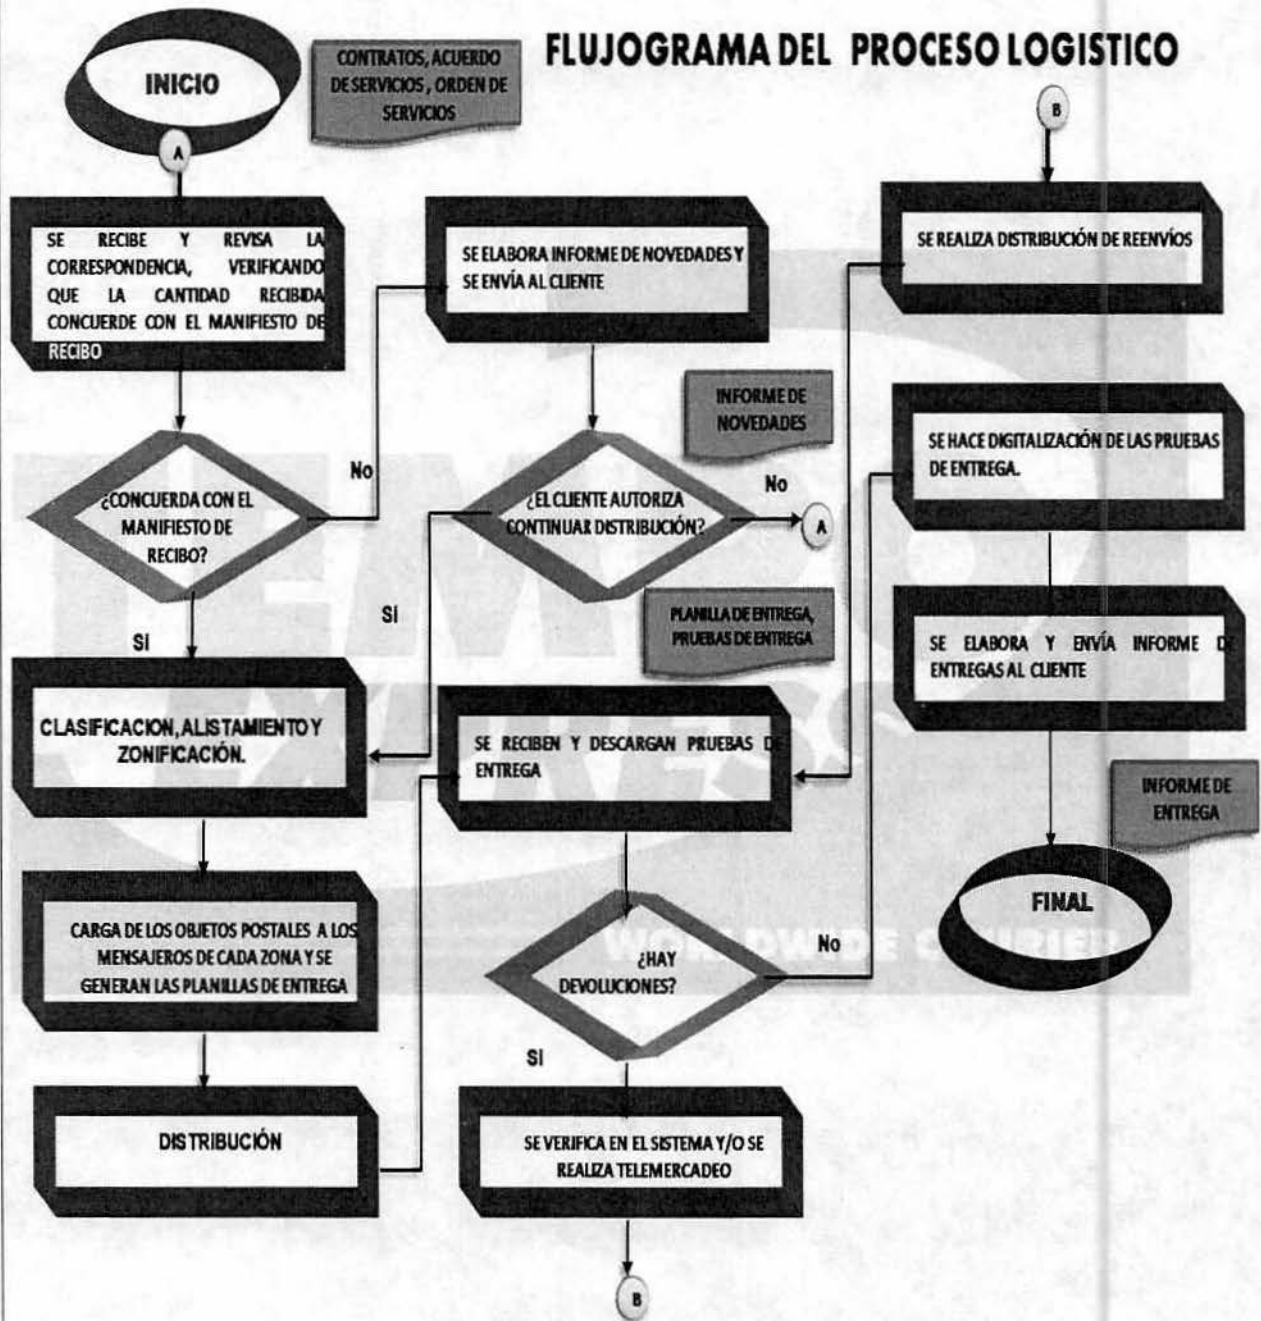 FLUJOGRAMA DEL PROCESO LOGISTICO
INICIO
A
CONTRATOS, ACUERDO
DE SERVICIOS, ORDEN DE
SERVICIOS
SE RECIBE Y REVISA LA
CORRESPONDENCIA, VERIFICANDO
QUE LA CANTIDAD RECIBIDA
CONCUERDE CON EL MANIFIESTO DE
RECIBO
¿CONCUERDA CON EL
MANIFIESTO DE
RECIBO?
No
SI
CLASIFICACION, ALISTAMIENTO Y
ZONIFICACIÓN.
CARGA DE LOS OBJETOS POSTALES A LOS
MENSAJEROS DE CADA ZONA Y SE
GENERAN LAS PLANILLAS DE ENTREGA
DISTRIBUCIÓN
SE ELABORA INFORME DE NOVEDADES Y
SE ENVÍA AL CLIENTE
INFORME DE
NOVEDADES
¿EL CLIENTE AUTORIZA
CONTINUAR DISTRIBUCIÓN?
No
A
SI
PLANILLA DE ENTREGA,
PRUEBAS DE ENTREGA
SE RECIBEN Y DESCARGAN PRUEBAS DE
ENTREGA
¿HAY
DEVOLUCIONES?
No
SI
SE VERIFICA EN EL SISTEMA Y/O SE
REALIZA TELEMERCADEO
B
B
SE REALIZA DISTRIBUCIÓN DE REENVÍOS
SE HACE DIGITALIZACIÓN DE LAS PRUEBAS
DE ENTREGA.
SE ELABORA Y ENVÍA INFORME DE
ENTREGAS AL CLIENTE
INFORME DE
ENTREGA
FINAL
EXPRESS
WORLDWIDE COURIER